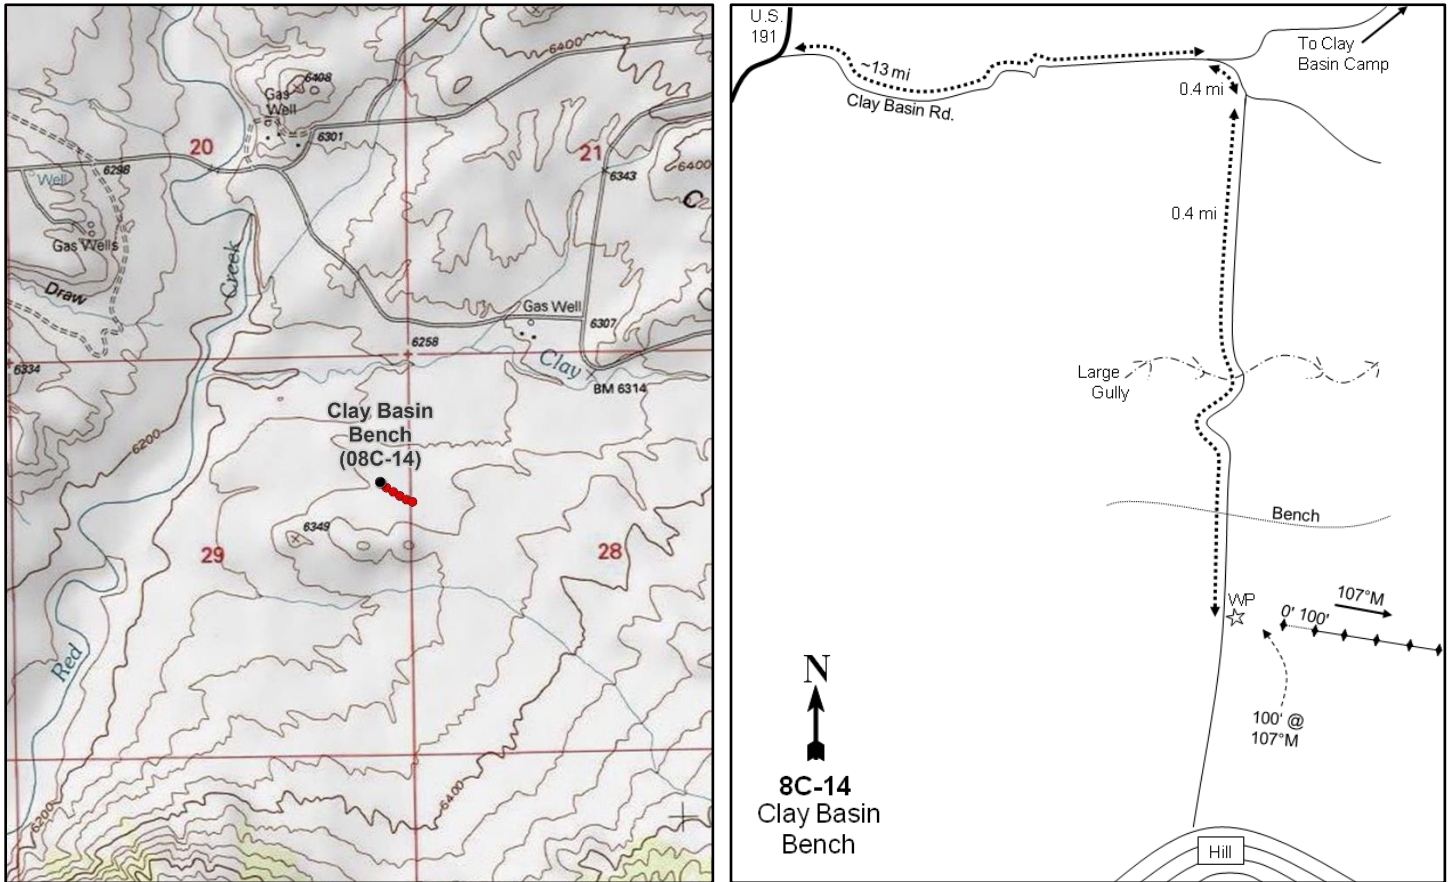 6400
6408
Gas
Well
20
6301
21
6298
Well
6343
6400
C
Gas Wells
Creek
Draw
Gas Well
6307
6258
Clay
6334
BM 6314
Clay Basin
Bench
(08C-14)
6200
6349
29
28
Red
6400
6200
U.S.
191
To Clay
Basin Camp
~13 mi
0.4 mi
Clay Basin Rd.
0.4 mi
Large
Gully
Bench
WP
107°M
0' 100'
100' @
107°M
N
8C-14
Clay Basin
Bench
Hill